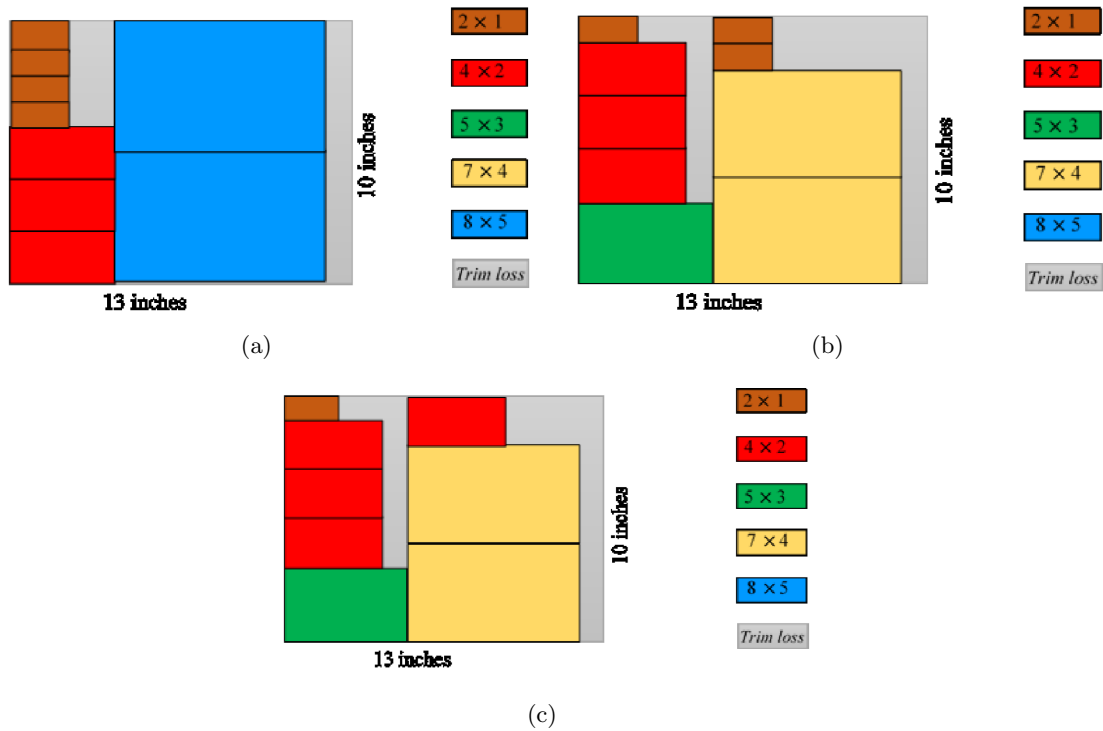 2 × 1
4 × 2
5 × 3
7 × 4
8 × 5
Trim loss
10 inches
13 inches
(a)
2 × 1
4 × 2
5 × 3
7 × 4
8 × 5
Trim loss
10 inches
13 inches
(b)
2 × 1
4 × 2
5 × 3
7 × 4
8 × 5
Trim loss
10 inches
13 inches
(c)